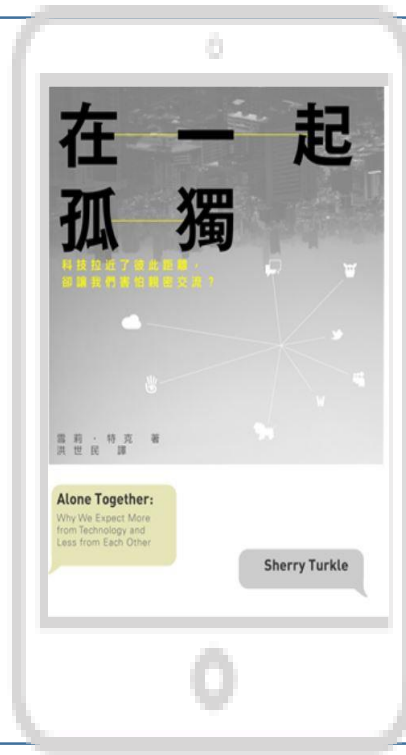 在一起
孤獨
科技拉近了彼此距離，
卻讓我們害怕親密交流？
雪莉・特克 著
洪世民 譯
Alone Together:
Why We Expect More
from Technology and
Less from Each Other
Sherry Turkle